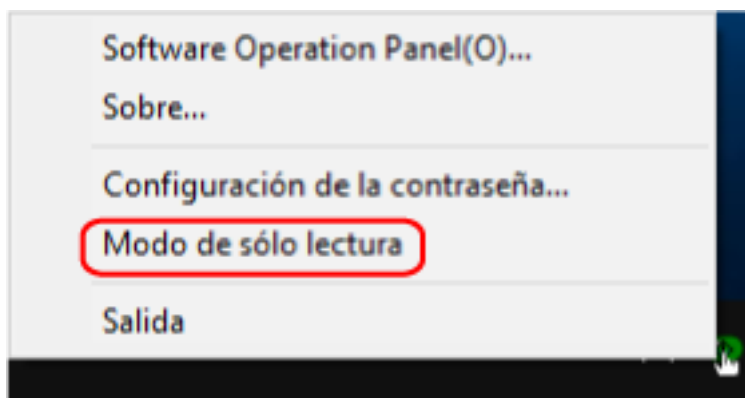 Software Operation Panel(O)...
Sobre...
Configuración de la contraseña...
Modo de sólo lectura
Salida